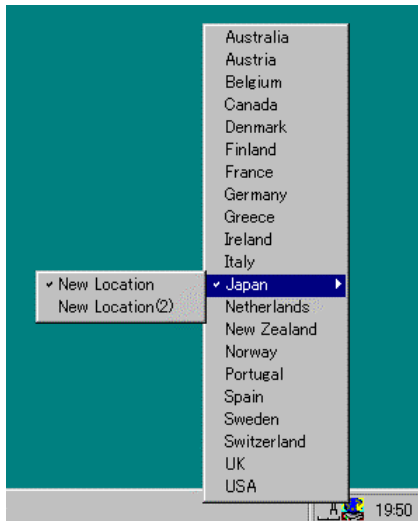 Australia
Austria
Belgium
Canada
Denmark
Finland
France
Germany
Greece
Ireland
Italy
✓ New Location
✓ Japan
New Location(2)
Netherlands
New Zealand
Norway
Portugal
Spain
Sweden
Switzerland
UK
USA
A
19:50